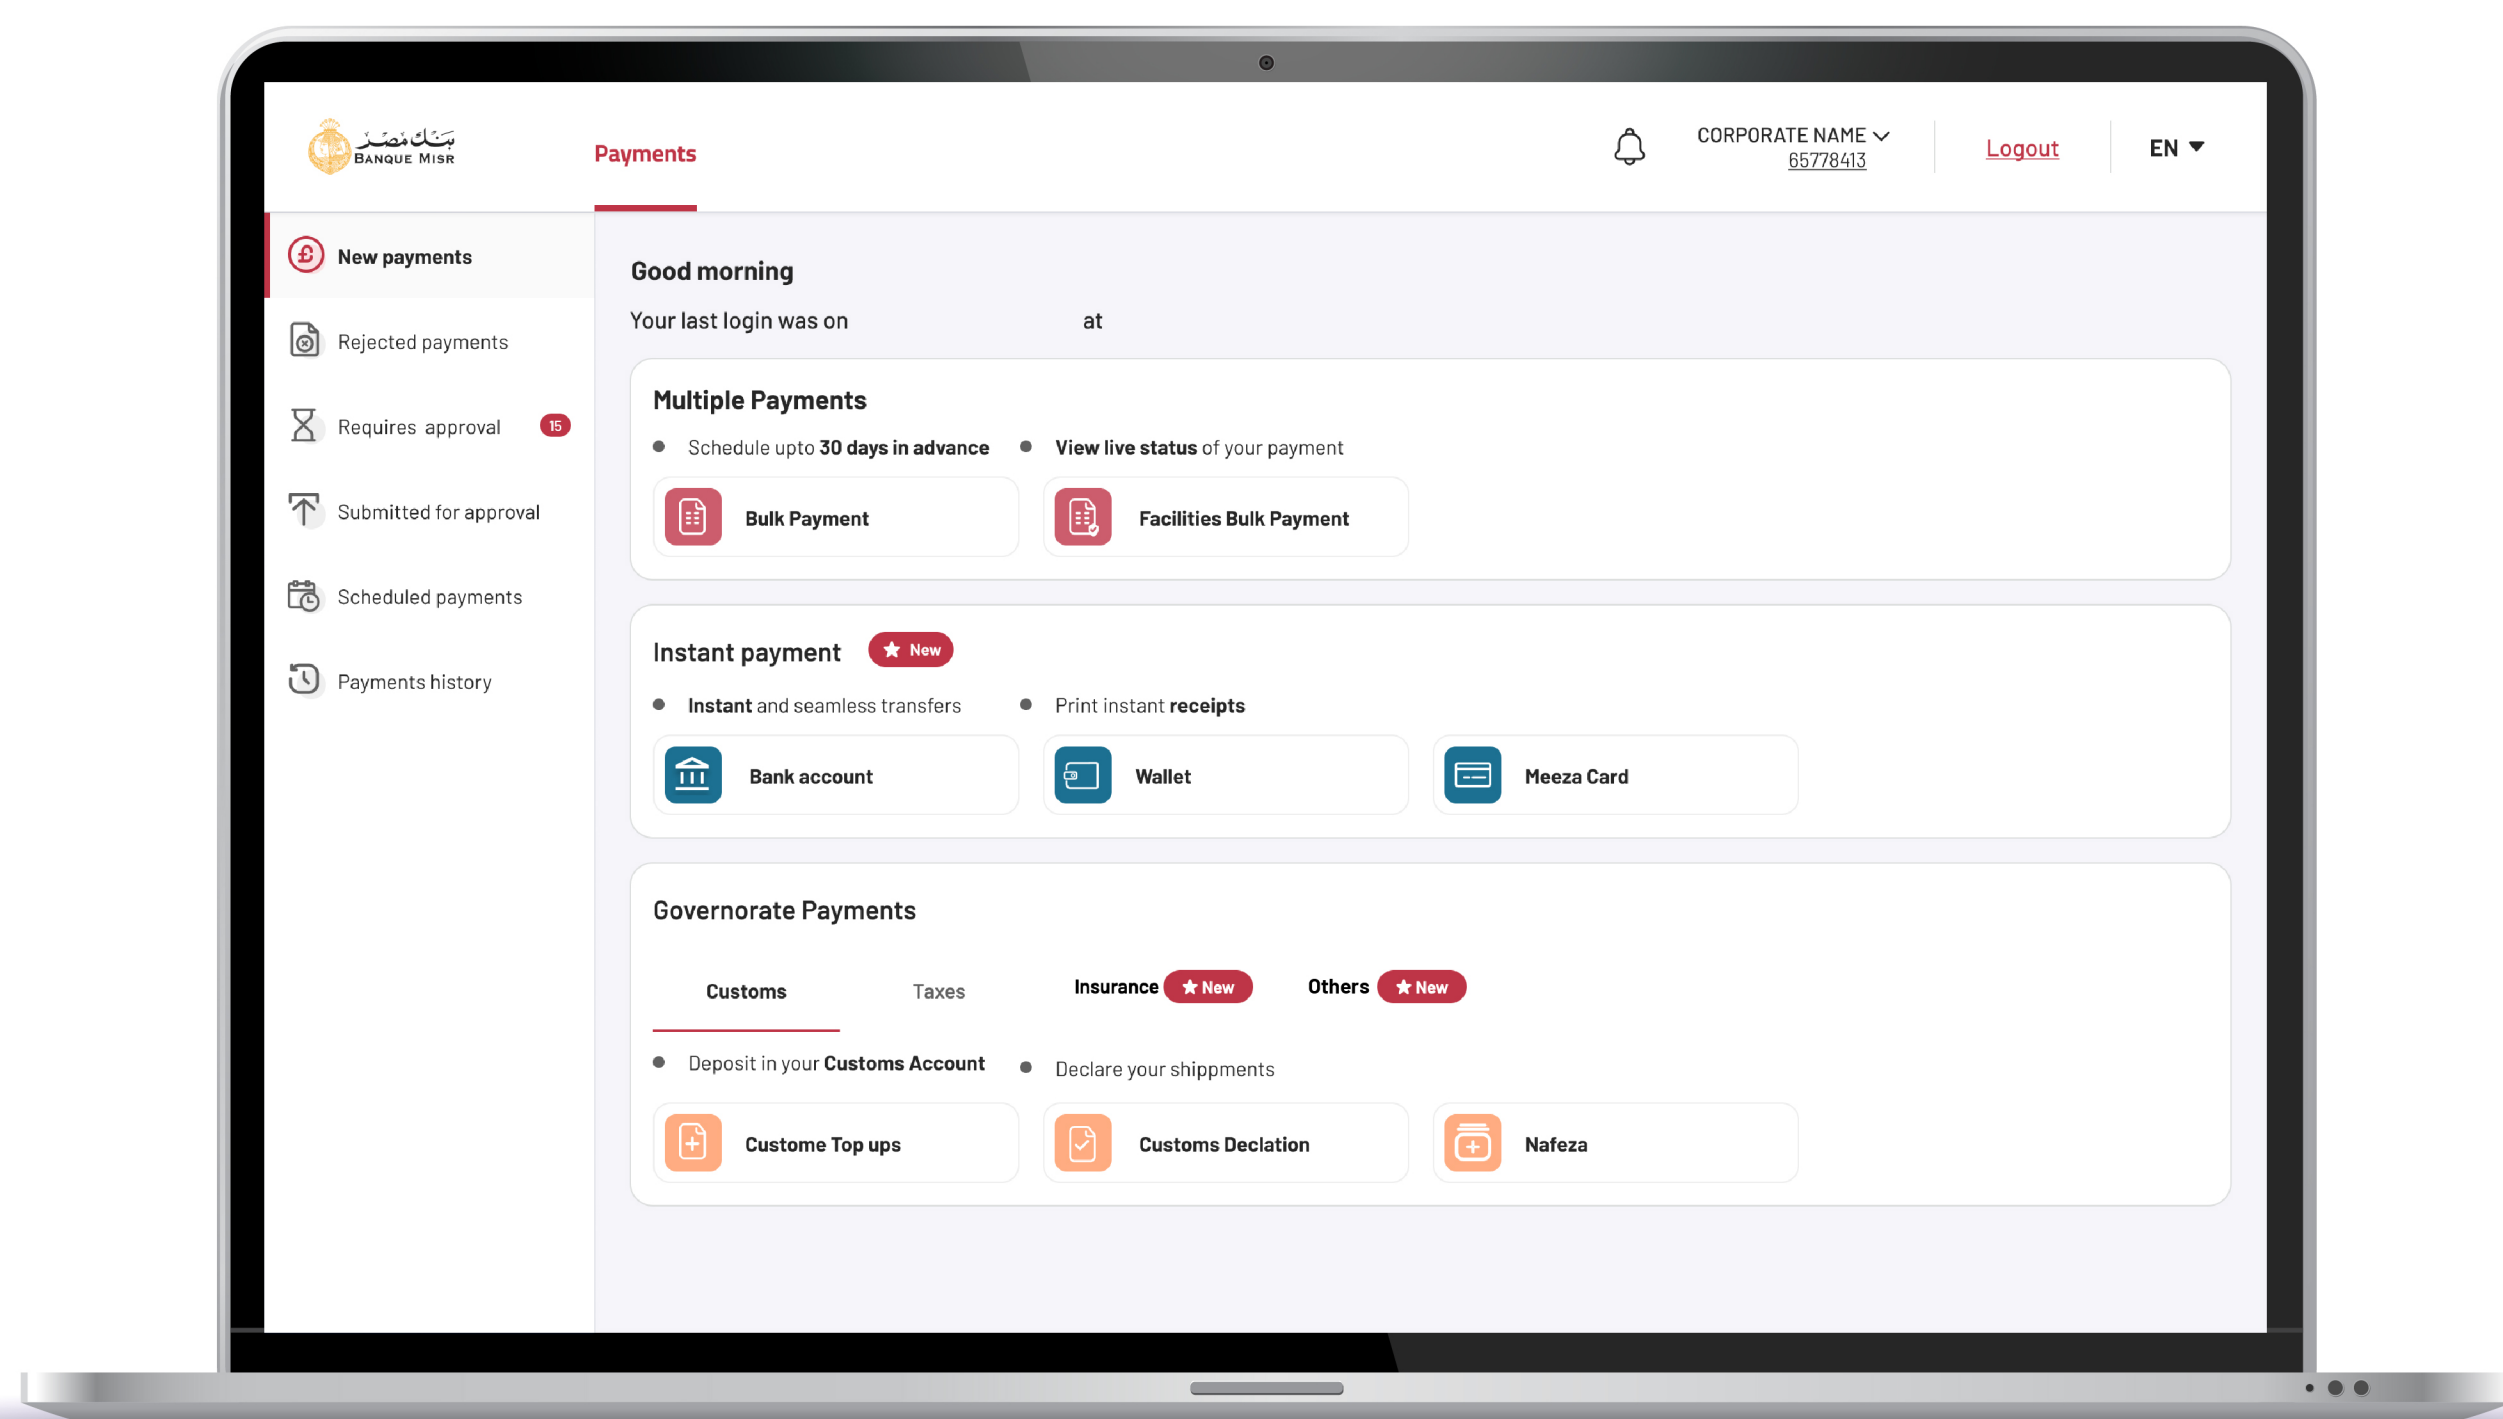 بنك مصر
BANQUE MISR
Payments
CORPORATE NAME
65778413
Logout
EN
New payments
Rejected payments
Requires approval 15
Submitted for approval
Scheduled payments
Payments history
Good morning
Your last login was on at
Multiple Payments
Schedule upto 30 days in advance
View live status of your payment
Bulk Payment
Facilities Bulk Payment
Instant payment New
Instant and seamless transfers
Print instant receipts
Bank account
Wallet
Meeza Card
Governorate Payments
Customs
Taxes
Insurance New
Others New
Deposit in your Customs Account
Declare your shippments
Custome Top ups
Customs Declation
Nafeza